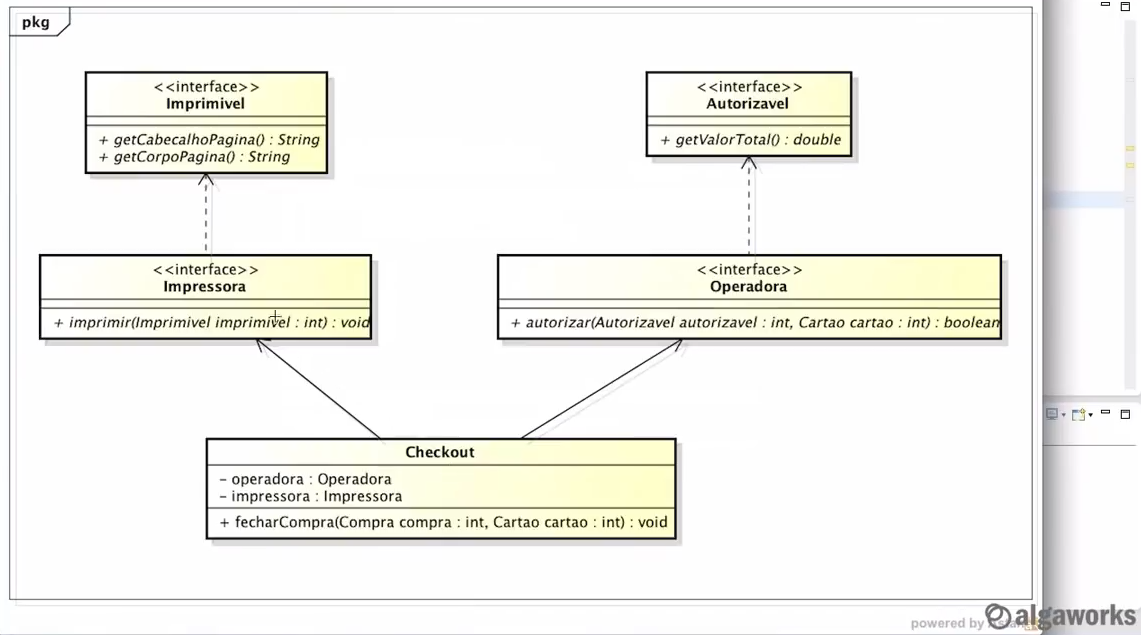 pkg
<<interface>>
Imprimivel
+ getCabecalhoPagina() : String
+ getCorpoPagina() : String
<<interface>>
Autorizavel
+ getValorTotal() : double
<<interface>>
Impressora
+ imprimir(Imprimivel imprimivel : int) : void
<<interface>>
Operadora
+ autorizar(Autorizavel autorizavel : int, Cartao cartao : int) : boolean
Checkout
- operadora : Operadora
- impressora : Impressora
+ fecharCompra(Compra compra : int, Cartao cartao : int) : void
powered by
algaworks